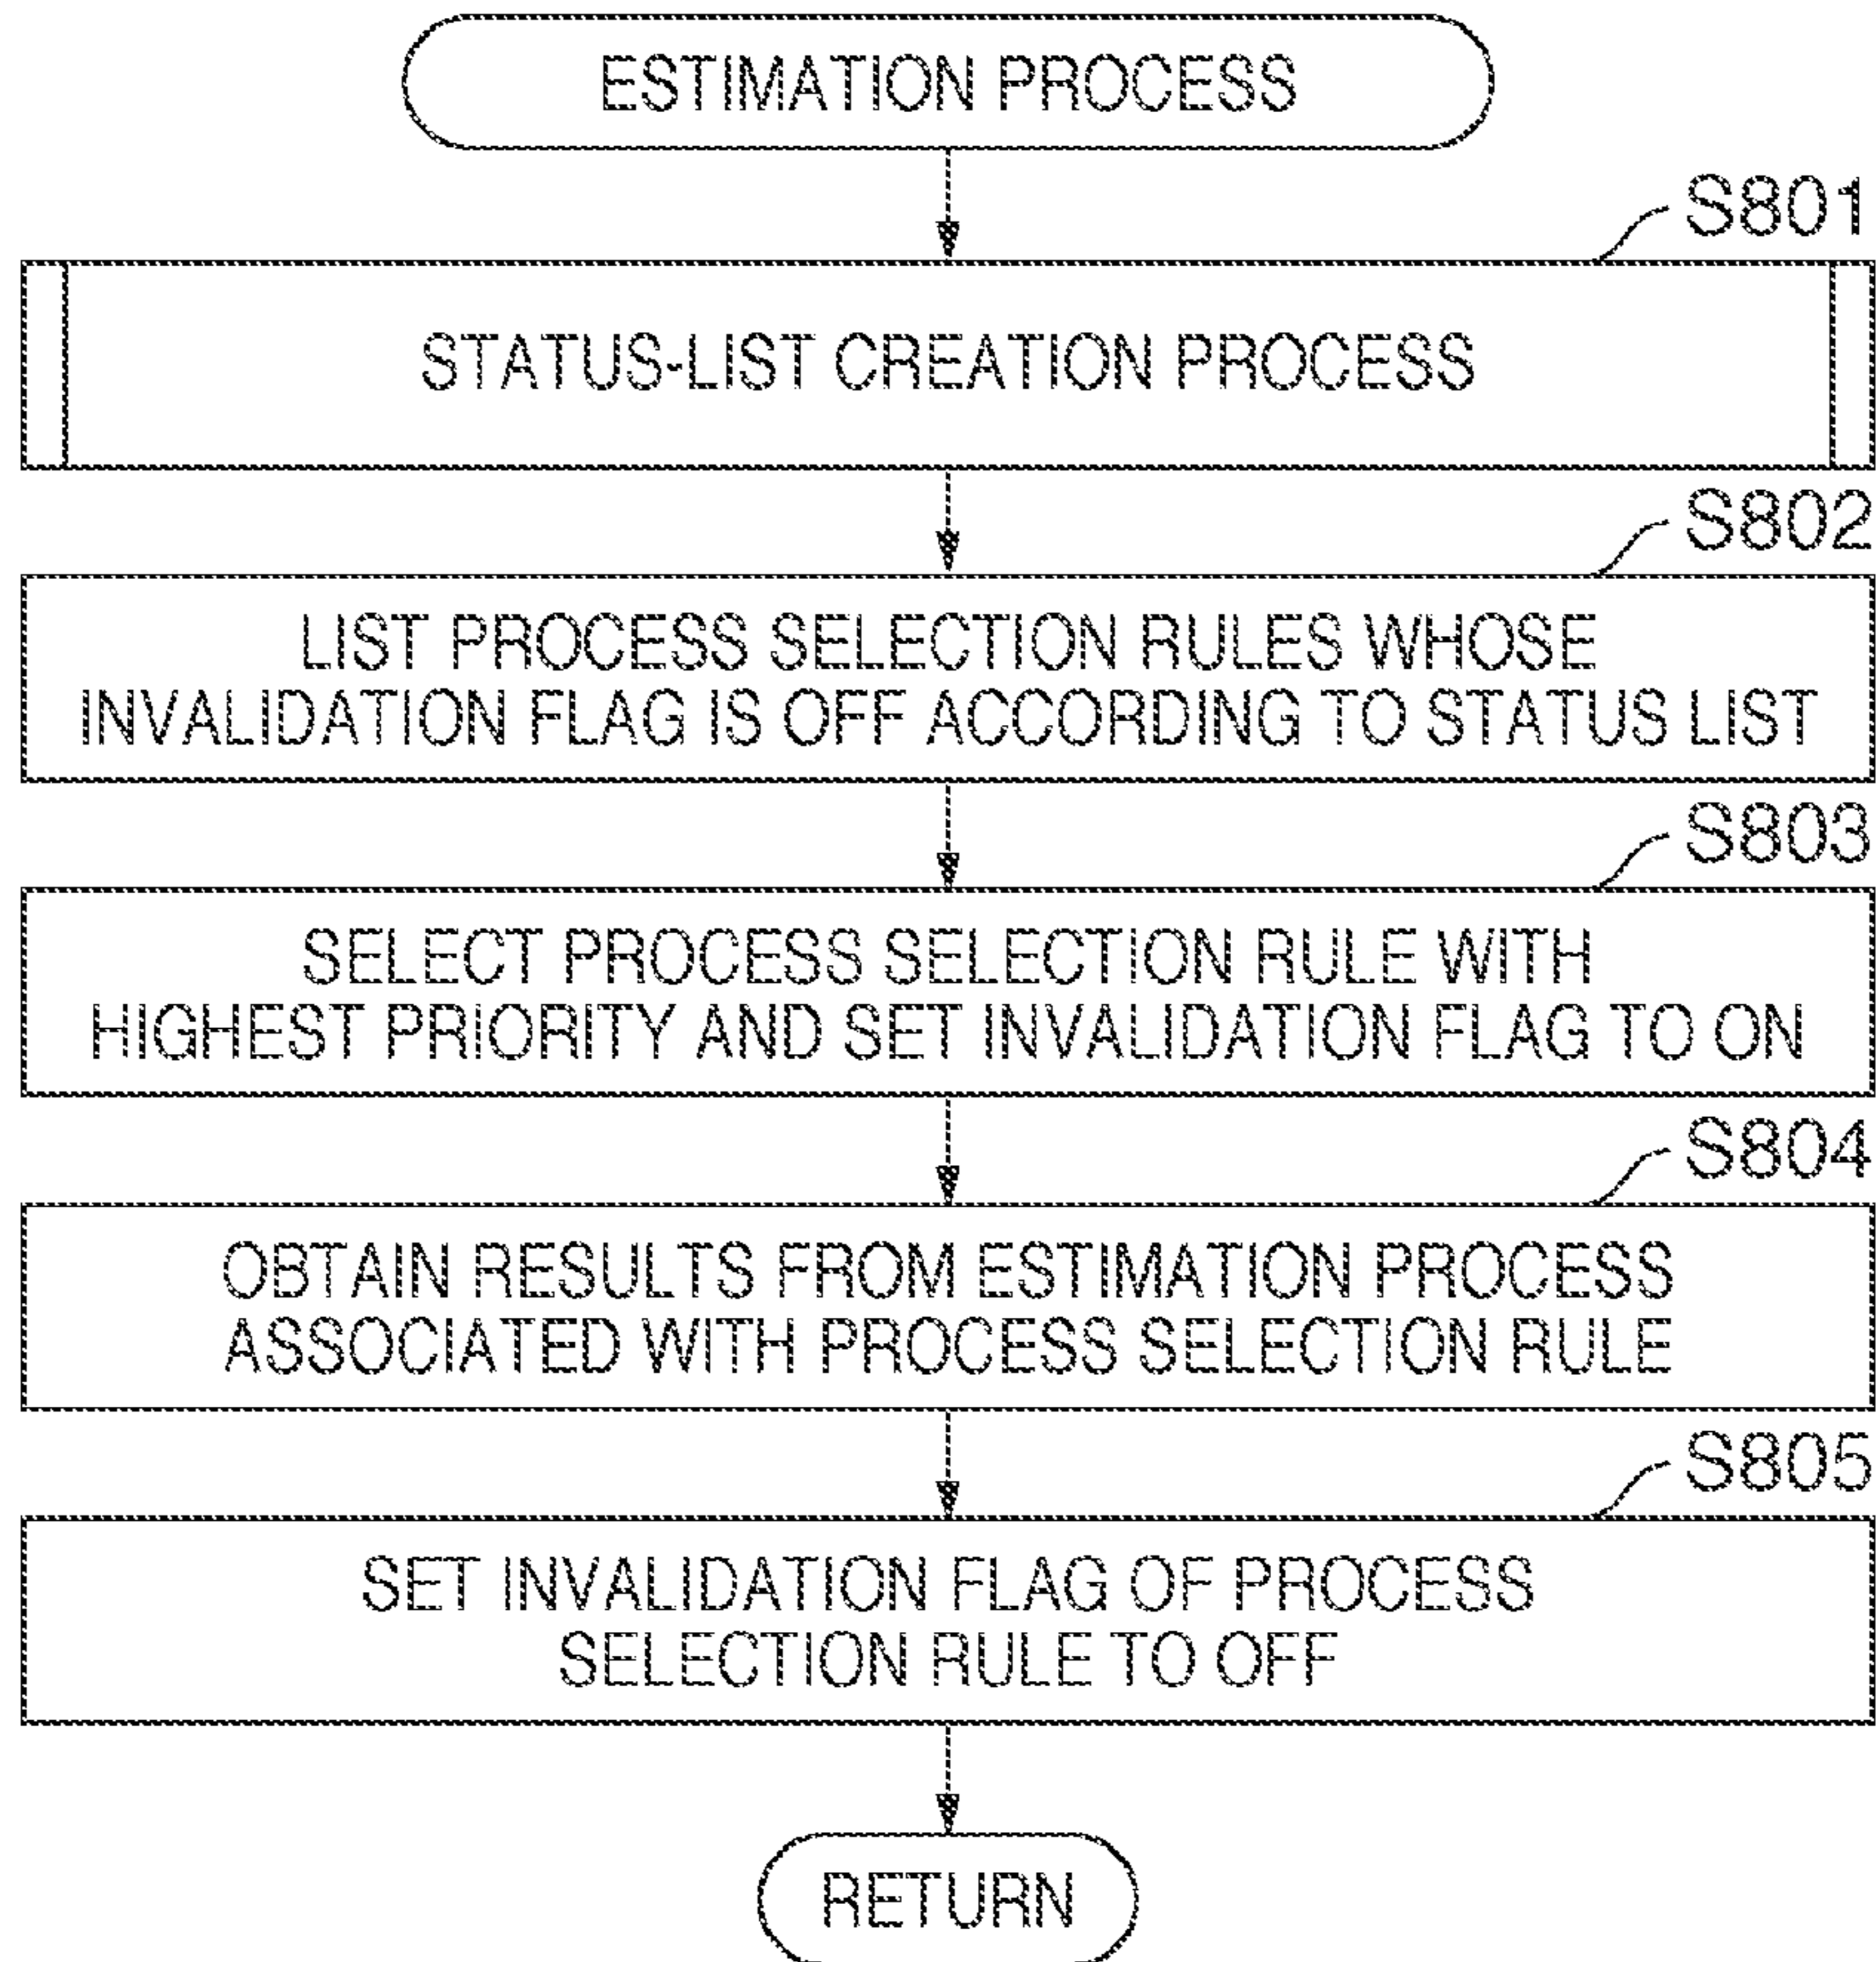 ESTIMATION PROCESS
S801
STATUS-LIST CREATION PROCESS
S802
LIST PROCESS SELECTION RULES WHOSE
INVALIDATION FLAG IS OFF ACCORDING TO STATUS LIST
S803
SELECT PROCESS SELECTION RULE WITH
HIGHEST PRIORITY AND SET INVALIDATION FLAG TO ON
S804
OBTAIN RESULTS FROM ESTIMATION PROCESS
ASSOCIATED WITH PROCESS SELECTION RULE
S805
SET INVALIDATION FLAG OF PROCESS
SELECTION RULE TO OFF
RETURN